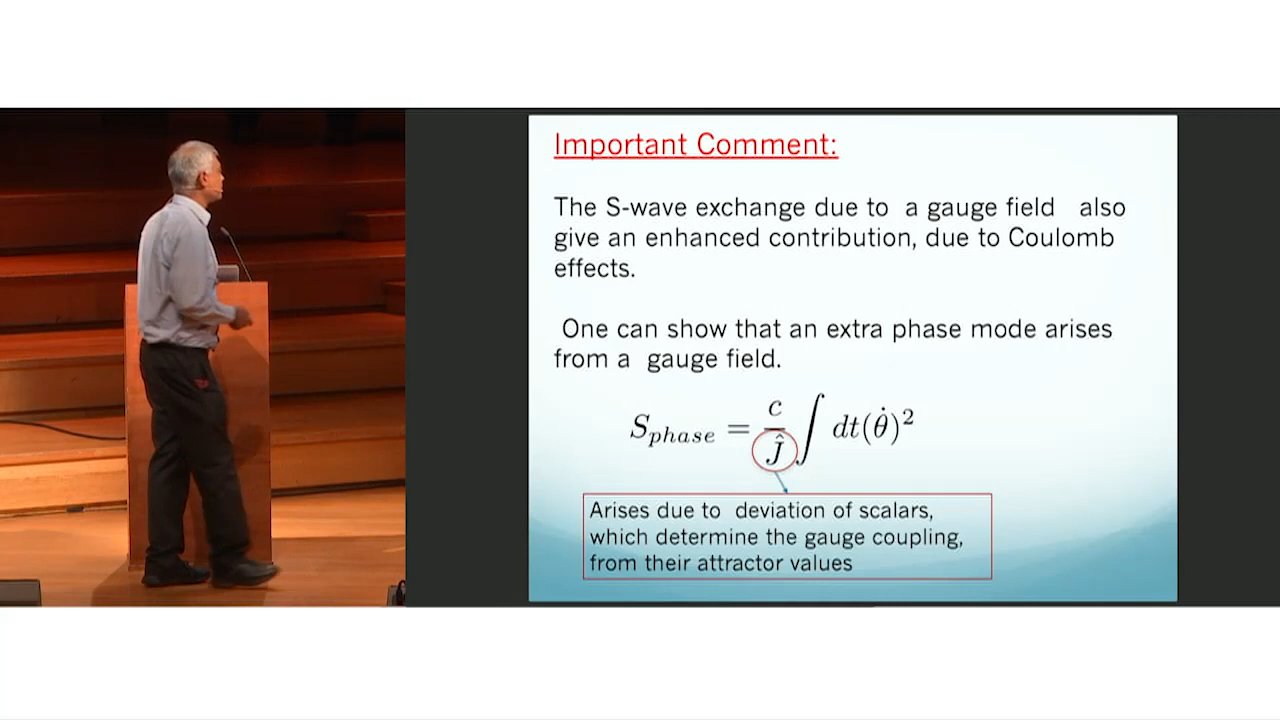 Important Comment:
The S-wave exchange due to a gauge field also
give an enhanced contribution, due to Coulomb
effects.
One can show that an extra phase mode arises
from a gauge field.
$S_{phase} = \frac{c}{\hat{J}} \int dt(\dot{\theta})^2$
Arises due to deviation of scalars,
which determine the gauge coupling,
from their attractor values